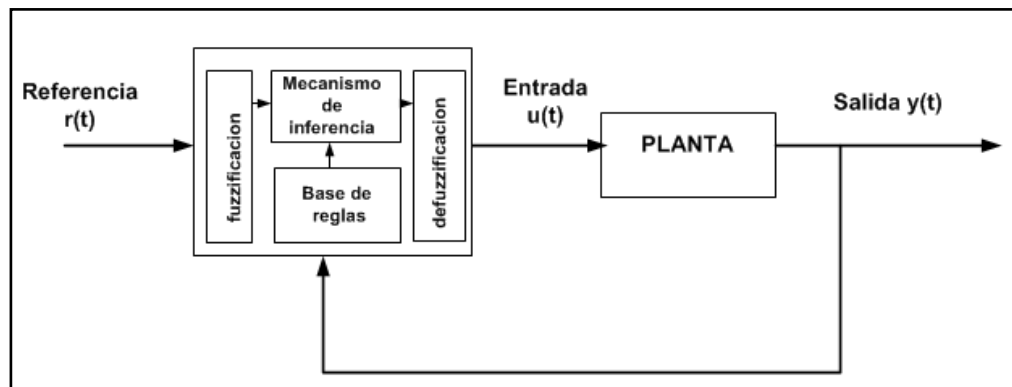 Referencia
r(t)
fuzzificacion
Mecanismo
de
inferencia
Base de
reglas
defuzzificacion
Entrada
u(t)
PLANTA
Salida y(t)